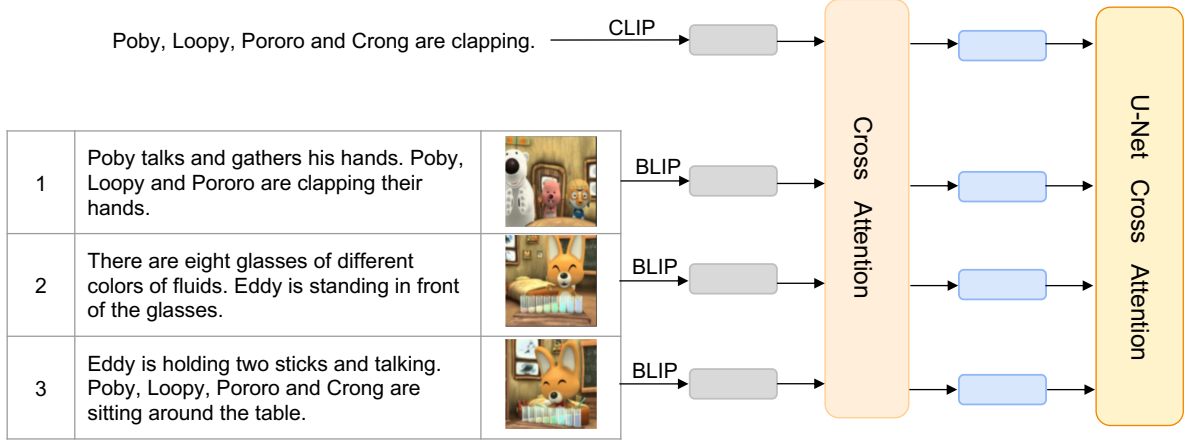 Poby, Loopy, Pororo and Crong are clapping.
CLIP
1
Poby talks and gathers his hands. Poby,
Loopy and Pororo are clapping their
hands.
BLIP
2
There are eight glasses of different
colors of fluids. Eddy is standing in front
of the glasses.
BLIP
3
Eddy is holding two sticks and talking.
Poby, Loopy, Pororo and Crong are
sitting around the table.
BLIP
Cross Attention
U-Net Cross Attention